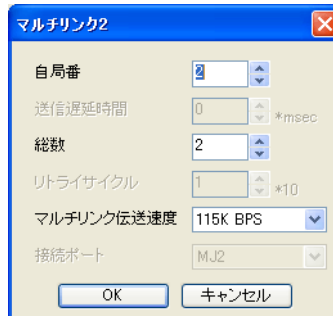 マルチリンク2
自局番 2
送信遅延時間 0 *msec
総数 2
リトライサイクル 1 *10
マルチリンク伝送速度 115K BPS
接続ポート MJ2
OK キャンセル